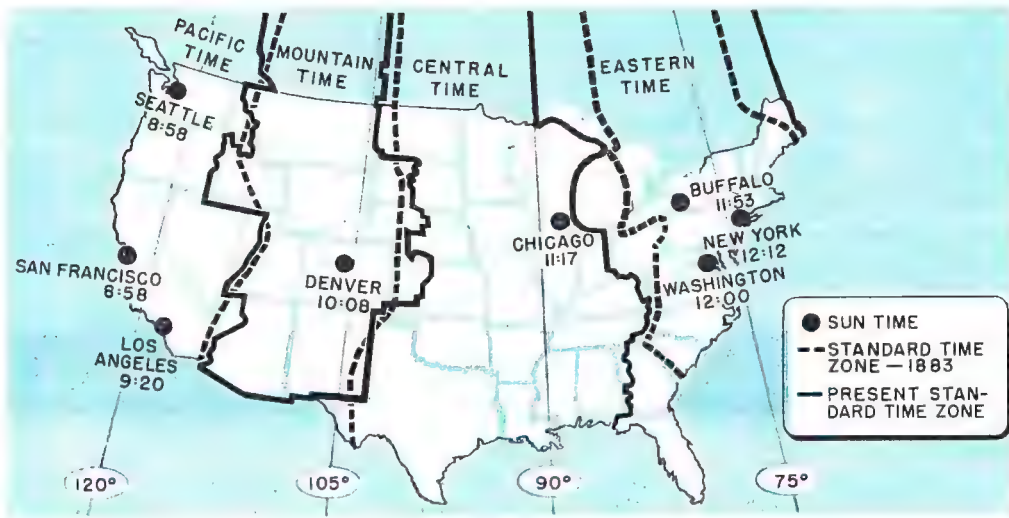 PACIFIC
TIME
MOUNTAIN
TIME
CENTRAL
TIME
EASTERN
TIME
SEATTLE
8:58
BUFFALO
11:53
CHICAGO
11:17
NEW YORK
12:12
WASHINGTON
12:00
SAN FRANCISCO
8:58
DENVER
10:08
LOS
ANGELES
9:20
SUN TIME
STANDARD TIME
ZONE—1883
PRESENT STAN-
DARD TIME ZONE
120°
105°
90°
75°